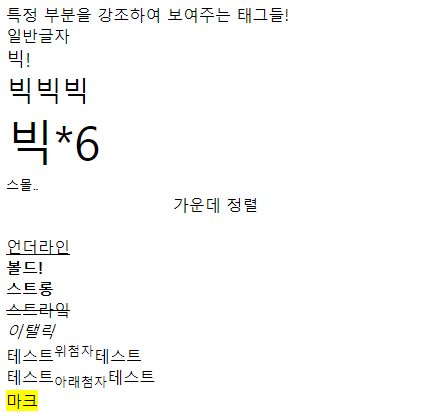 특정 부분을 강조하여 보여주는 태그들!
일반글자
빅!
빅빅빅
빅*6
스몰..
가운데 정렬
언더라인
볼드!
스트롱
스트라잌
이탤릭
테스트위첨자테스트
테스트아래첨자테스트
마크